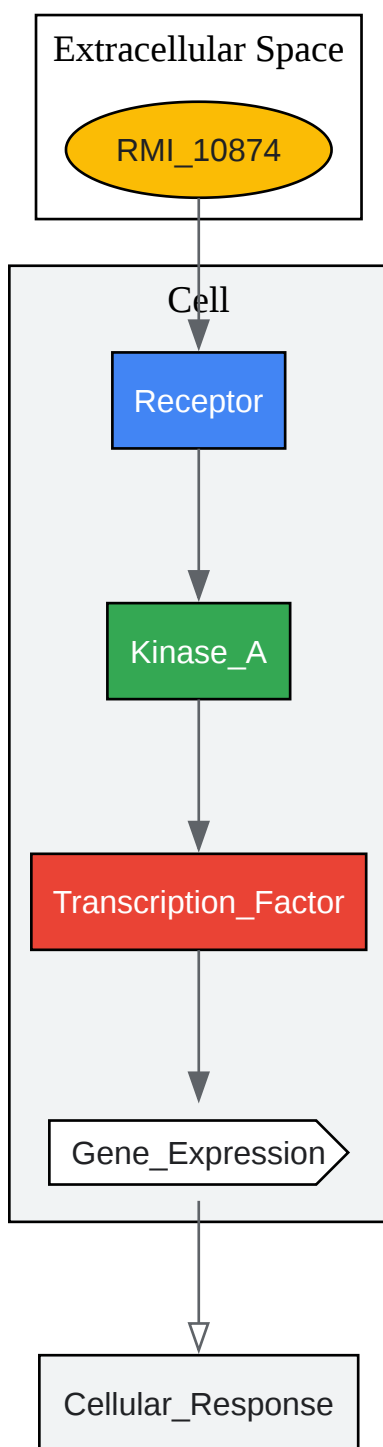 Extracellular Space
RMI_10874
Cell
Receptor
Kinase_A
Transcription_Factor
Gene_Expression
Cellular_Response